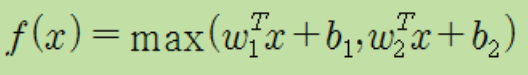 f(x) = max(w₁ᵀx + b₁, w₂ᵀx + b₂)